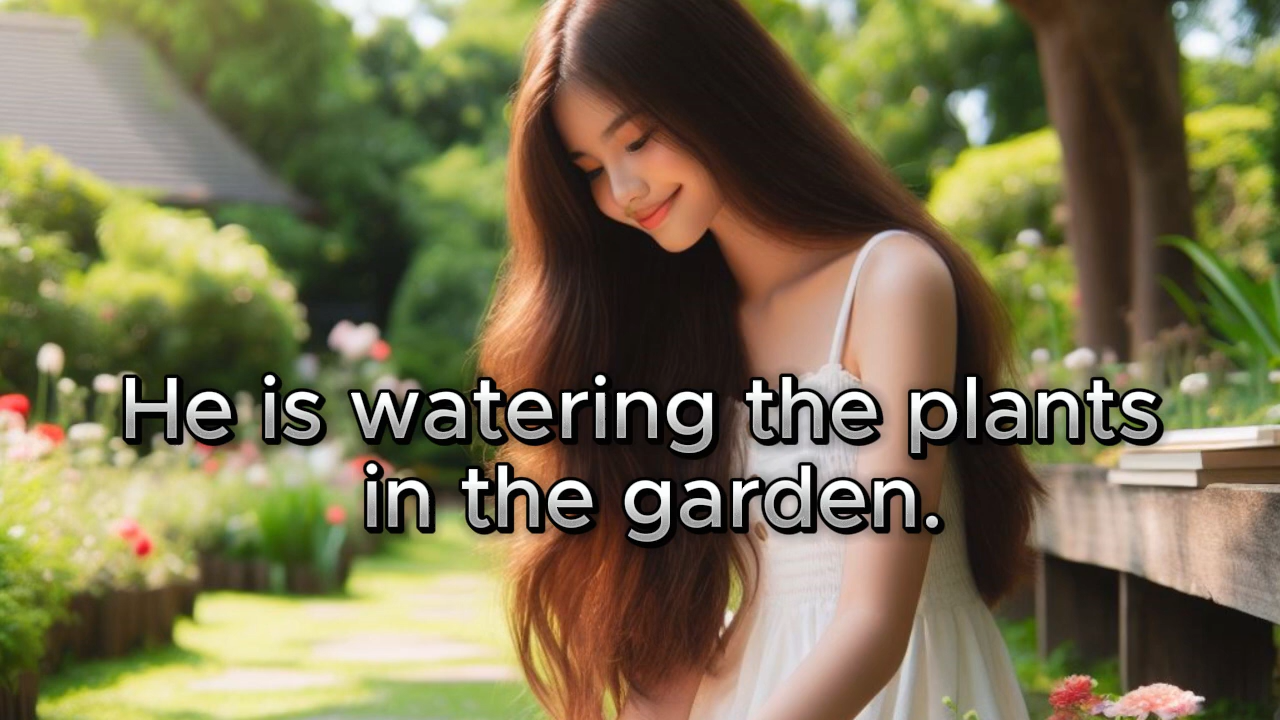 He is watering the plants
in the garden.